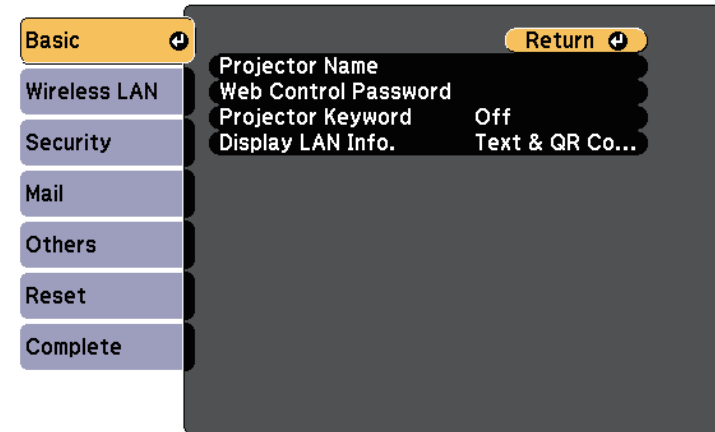 Basic
Wireless LAN
Security
Mail
Others
Reset
Complete
Return
Projector Name
Web Control Password
Projector Keyword Off
Display LAN Info. Text & QR Co...